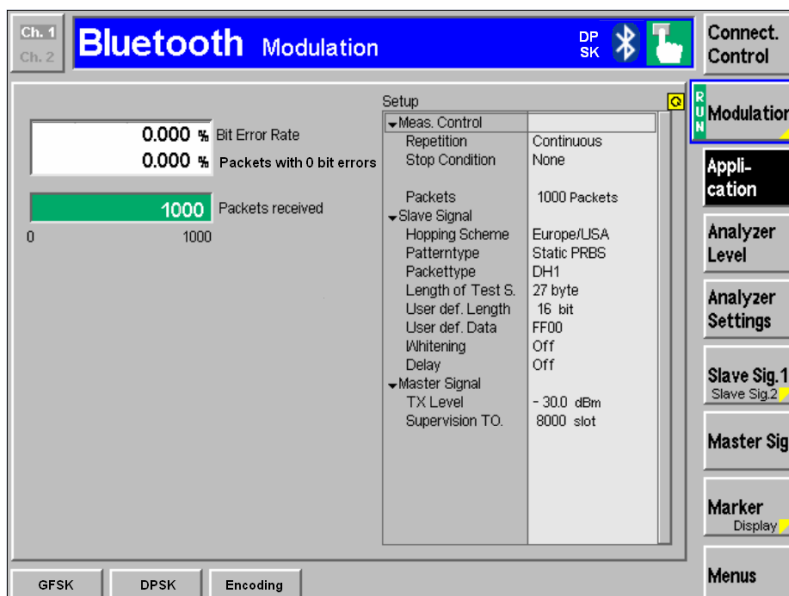 Ch. 1
Ch. 2
Bluetooth Modulation
DP
SK
Connect.
Control
RUN
Modulation
Appli-
cation
Analyzer
Level
Analyzer
Settings
Slave Sig.1
Slave Sig.2
Master Sig
Marker
Display
Menus
0.000 % Bit Error Rate
0.000 % Packets with 0 bit errors
1000 Packets received
0 1000
Setup
Meas. Control
Repetition Continuous
Stop Condition None
Packets 1000 Packets
Slave Signal
Hopping Scheme Europe/USA
Patterntype Static PRBS
Packettype DH1
Length of Test S. 27 byte
User def. Length 16 bit
User def. Data FF00
Whitening Off
Delay Off
Master Signal
TX Level - 30.0 dBm
Supervision TO. 8000 slot
GFSK DPSK Encoding